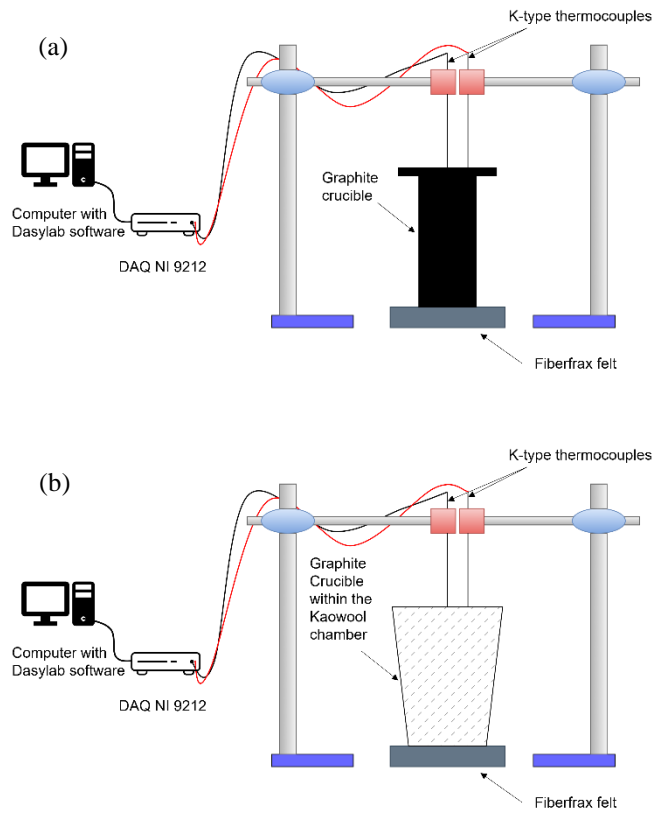 (a)
K-type thermocouples
Graphite
crucible
Computer with
Dasylab software
DAQ NI 9212
Fiberfrax felt
(b)
K-type thermocouples
Graphite
Crucible
within the
Kaowool
chamber
Computer with
Dasylab software
DAQ NI 9212
Fiberfrax felt